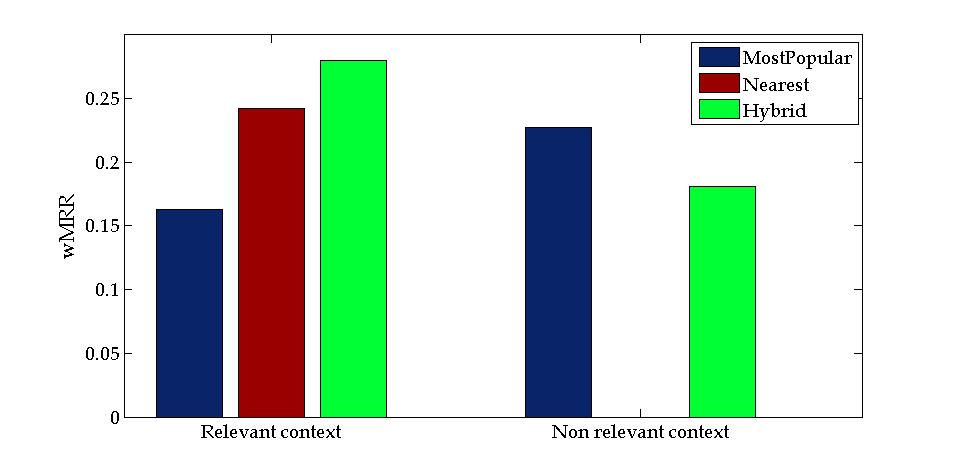 MostPopular
Nearest
Hybrid
0.25
0.2
0.15
0.1
0.05
0
wMRR
Relevant context
Non relevant context